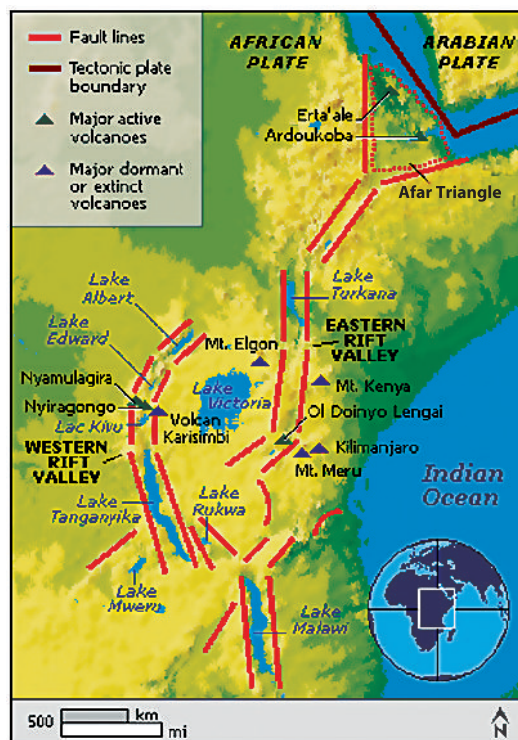 Fault lines
Tectonic plate
boundary
Major active
volcanoes
Major dormant
or extinct
volcanoes
AFRICAN
PLATE
ARABIAN
PLATE
Erta'ale
Ardoukoba
Afar Triangle
Lake
Albert
Lake
Turkana
Lake
Edward
Mt. Elgon
EASTERN
RIFT
VALLEY
Nyamulagira
Lake
Victoria
Mt. Kenya
Nyiragongo
Ol Doinyo Lengai
Lac Kivu
Volcan
Karisimbi
WESTERN
RIFT
VALLEY
Kilimanjaro
Mt. Meru
Indian
Ocean
Lake
Tanganyika
Lake
Rukwa
Lake
Mweru
Lake
Malawi
500
km
mi
N